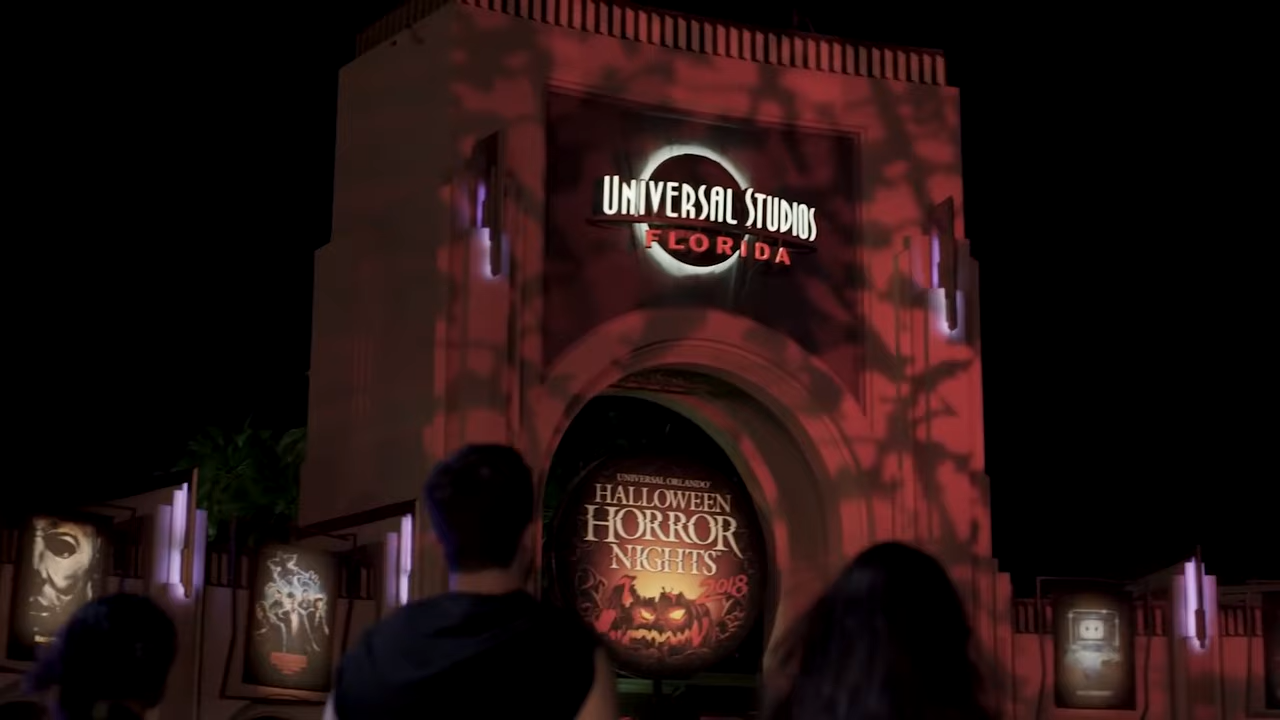 UNIVERSAL STUDIOS
FLORIDA
UNIVERSAL ORLANDO
HALLOWEEN
HORROR
NIGHTS
2018